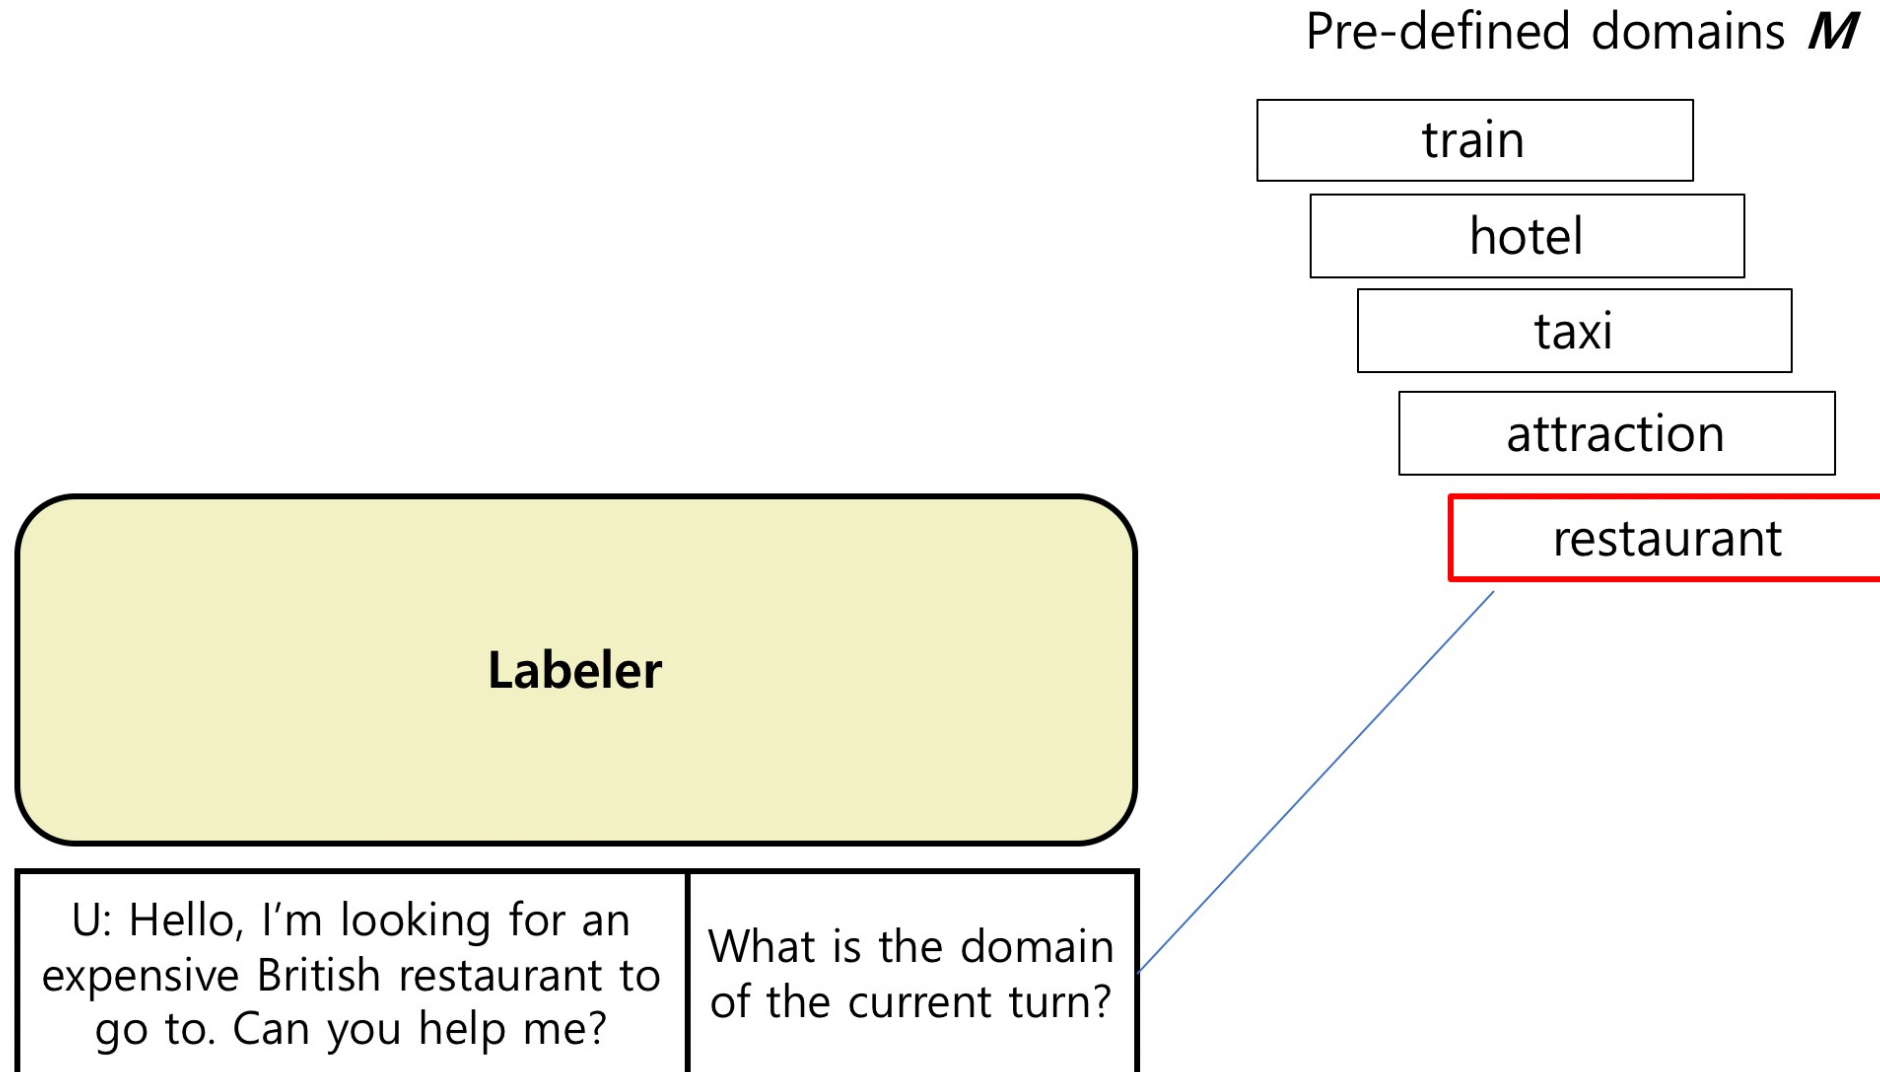 Pre-defined domains M
train
hotel
taxi
attraction
restaurant
Labeler
U: Hello, I’m looking for an
expensive British restaurant to
go to. Can you help me?
What is the domain
of the current turn?